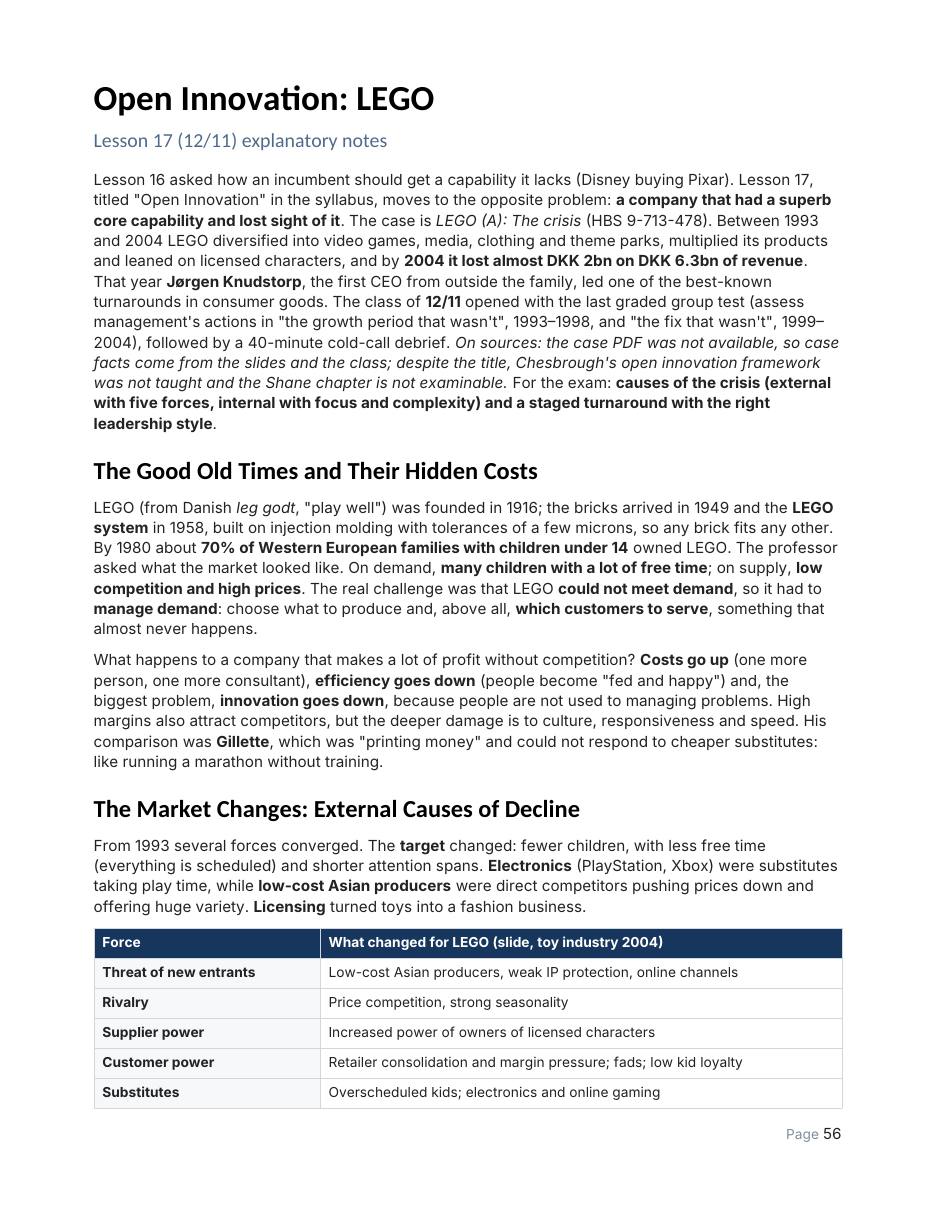 Open Innovation: LEGO
Lesson 17 (12/11) explanatory notes
Lesson 16 asked how an incumbent should get a capability it lacks (Disney buying Pixar). Lesson 17,
titled "Open Innovation" in the syllabus, moves to the opposite problem: a company that had a superb
core capability and lost sight of it. The case is LEGO (A): The crisis (HBS 9-713-478). Between 1993
and 2004 LEGO diversified into video games, media, clothing and theme parks, multiplied its products
and leaned on licensed characters, and by 2004 it lost almost DKK 2bn on DKK 6.3bn of revenue.
That year Jørgen Knudstorp, the first CEO from outside the family, led one of the best-known
turnarounds in consumer goods. The class of 12/11 opened with the last graded group test (assess
management's actions in "the growth period that wasn't", 1993–1998, and "the fix that wasn't", 1999–
2004), followed by a 40-minute cold-call debrief. On sources: the case PDF was not available, so case
facts come from the slides and the class; despite the title, Chesbrough's open innovation framework
was not taught and the Shane chapter is not examinable. For the exam: causes of the crisis (external
with five forces, internal with focus and complexity) and a staged turnaround with the right
leadership style.
The Good Old Times and Their Hidden Costs
LEGO (from Danish leg godt, "play well") was founded in 1916; the bricks arrived in 1949 and the LEGO
system in 1958, built on injection molding with tolerances of a few microns, so any brick fits any other.
By 1980 about 70% of Western European families with children under 14 owned LEGO. The professor
asked what the market looked like. On demand, many children with a lot of free time; on supply, low
competition and high prices. The real challenge was that LEGO could not meet demand, so it had to
manage demand: choose what to produce and, above all, which customers to serve, something that
almost never happens.
What happens to a company that makes a lot of profit without competition? Costs go up (one more
person, one more consultant), efficiency goes down (people become "fed and happy") and, the
biggest problem, innovation goes down, because people are not used to managing problems. High
margins also attract competitors, but the deeper damage is to culture, responsiveness and speed. His
comparison was Gillette, which was "printing money" and could not respond to cheaper substitutes:
like running a marathon without training.
The Market Changes: External Causes of Decline
From 1993 several forces converged. The target changed: fewer children, with less free time
(everything is scheduled) and shorter attention spans. Electronics (PlayStation, Xbox) were substitutes
taking play time, while low-cost Asian producers were direct competitors pushing prices down and
offering huge variety. Licensing turned toys into a fashion business.
Force What changed for LEGO (slide, toy industry 2004)
Threat of new entrants Low-cost Asian producers, weak IP protection, online channels
Rivalry Price competition, strong seasonality
Supplier power Increased power of owners of licensed characters
Customer power Retailer consolidation and margin pressure; fads; low kid loyalty
Substitutes Overscheduled kids; electronics and online gaming
Page 56